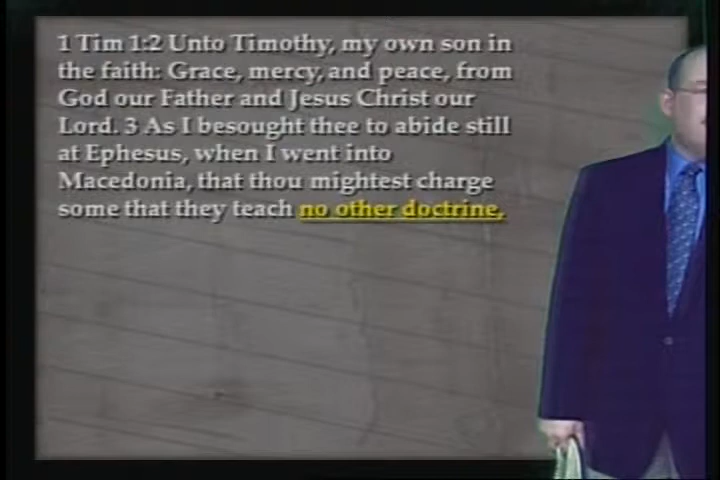 1 Tim 1:2 Unto Timothy, my own son in
the faith: Grace, mercy, and peace, from
God our Father and Jesus Christ our
Lord. 3 As I besought thee to abide still
at Ephesus, when I went into
Macedonia, that thou mightest charge
some that they teach no other doctrine,